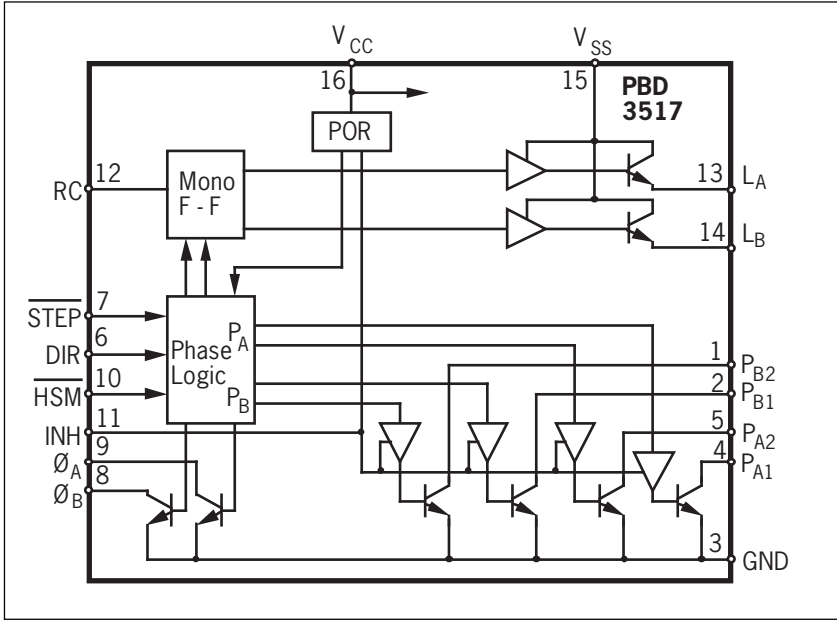 V CC
V SS
16
15
PBD
3517
POR
12
RC
Mono
F - F
13
L A
14
L B
7
STEP
6
DIR
10
HSM
11
INH
9
Ø A
8
Ø B
Phase
Logic
P A
P B
1
P B2
2
P B1
5
P A2
4
P A1
3
GND